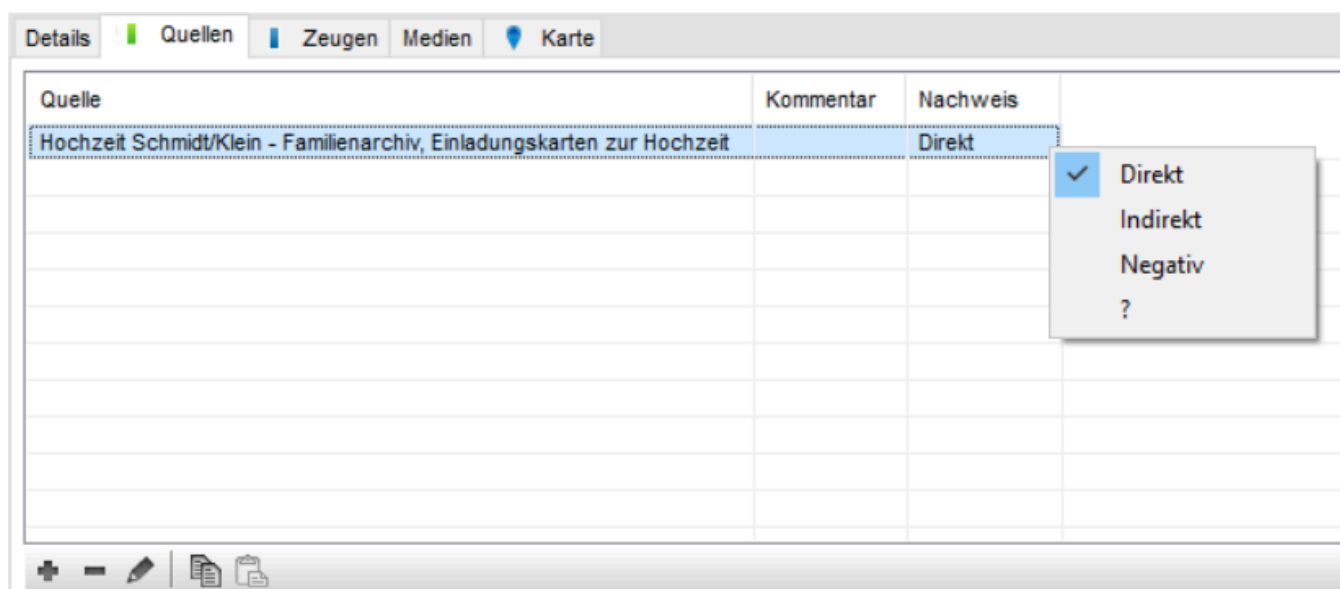 Details Quellen Zeugen Medien Karte
Quelle Kommentar Nachweis
Hochzeit Schmidt/Klein - Familienarchiv, Einladungskarten zur Hochzeit Direkt
Direkt
Indirekt
Negativ
?